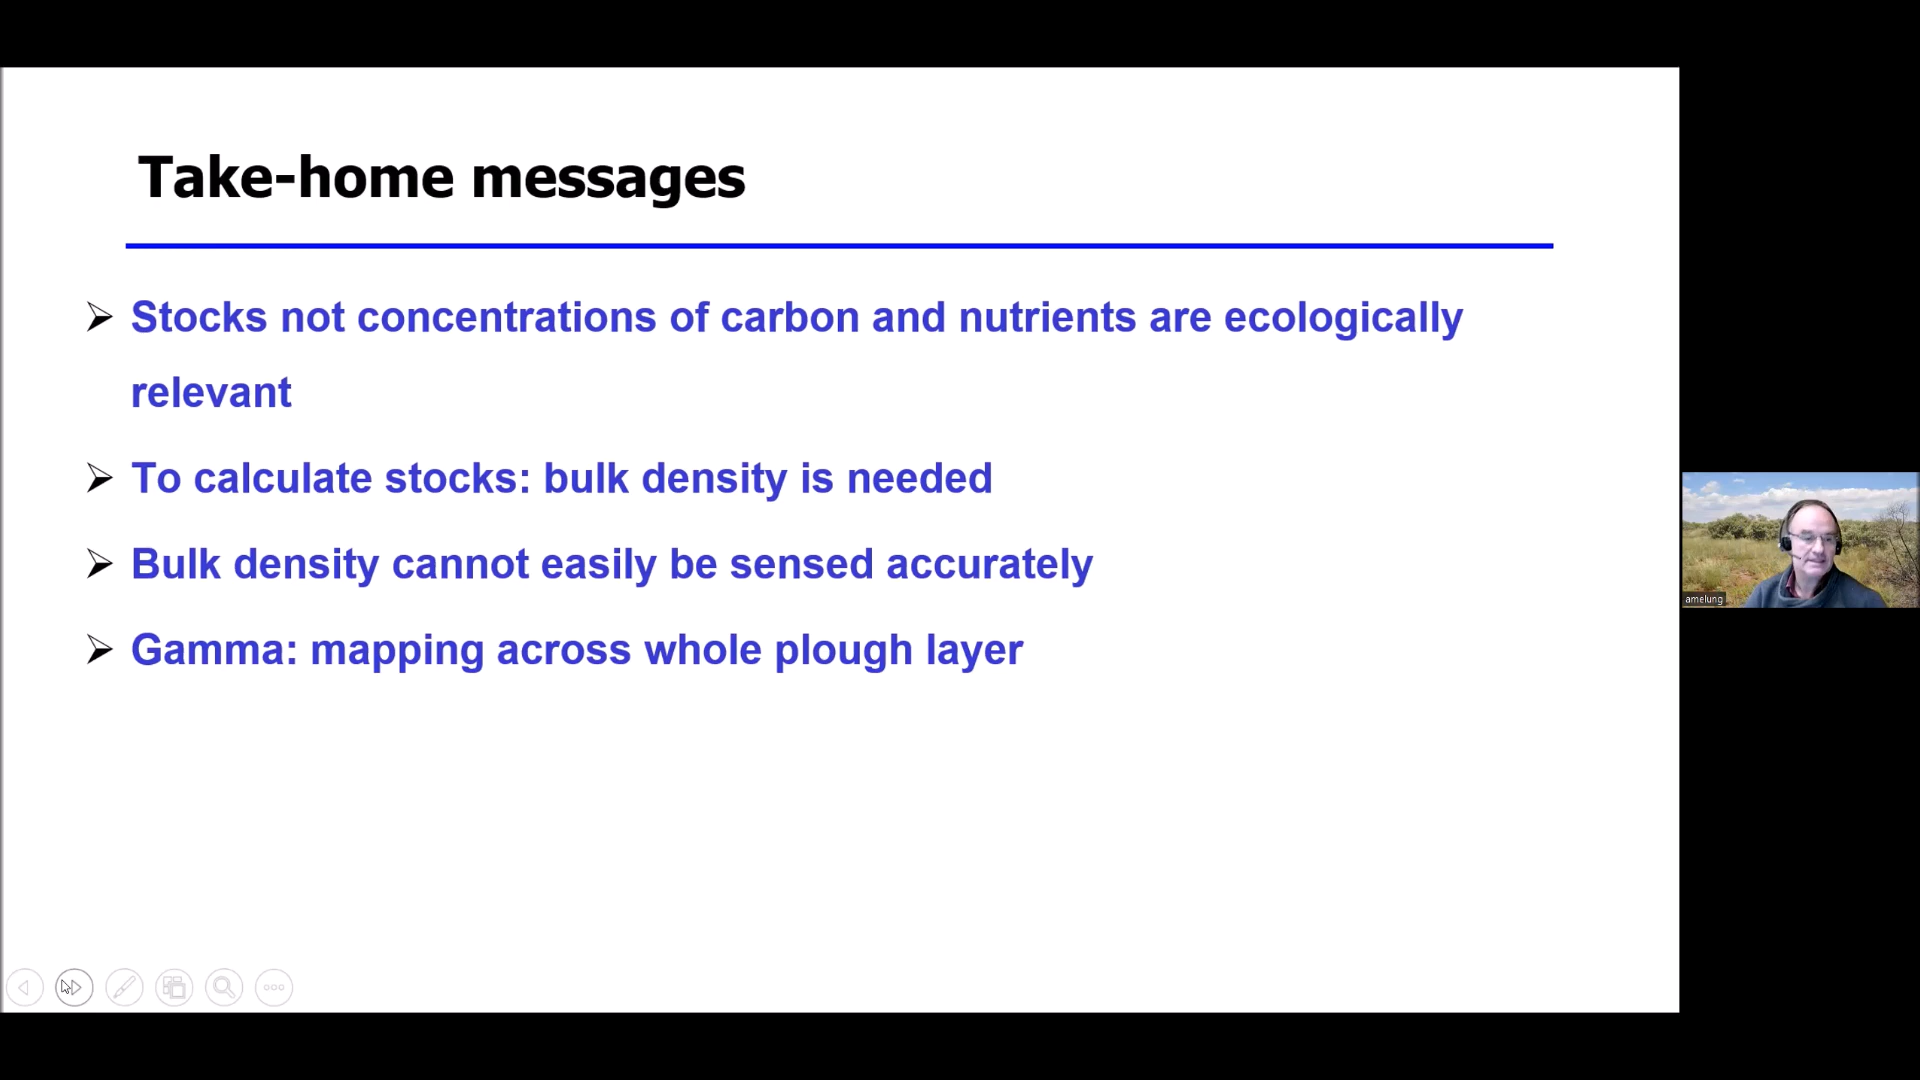 Take-home messages
Stocks not concentrations of carbon and nutrients are ecologically
relevant
To calculate stocks: bulk density is needed
Bulk density cannot easily be sensed accurately
Gamma: mapping across whole plough layer
amelung